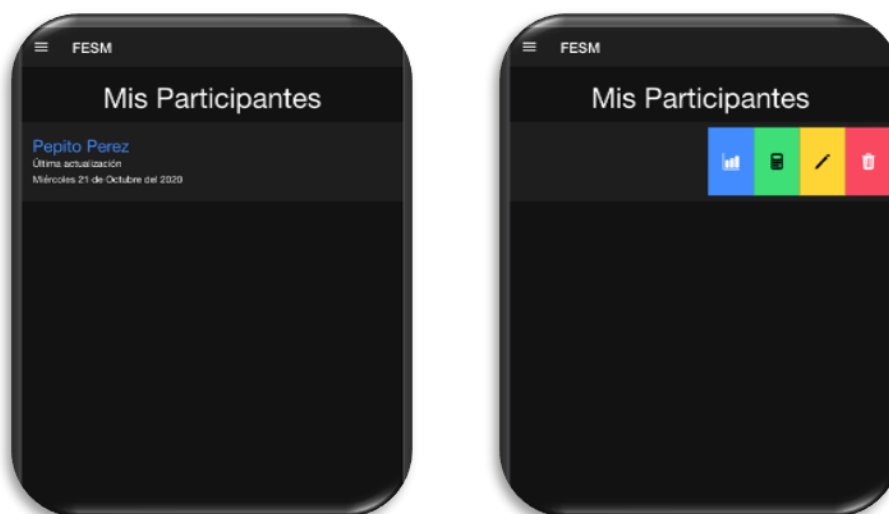 FESM
Mis Participantes
Pepito Perez
Última actualización
Miércoles 21 de Octubre del 2020
FESM
Mis Participantes